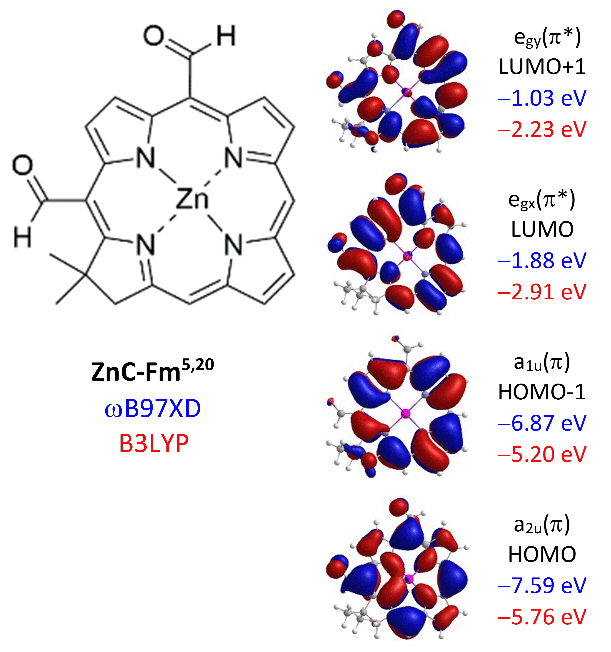 O
H
O
H
N
N
Zn
N
N
ZnC-Fm5,20
ωB97XD
B3LYP
egy(π*)
LUMO+1
−1.03 eV
−2.23 eV
egx(π*)
LUMO
−1.88 eV
−2.91 eV
a1u(π)
HOMO-1
−6.87 eV
−5.20 eV
a2u(π)
HOMO
−7.59 eV
−5.76 eV